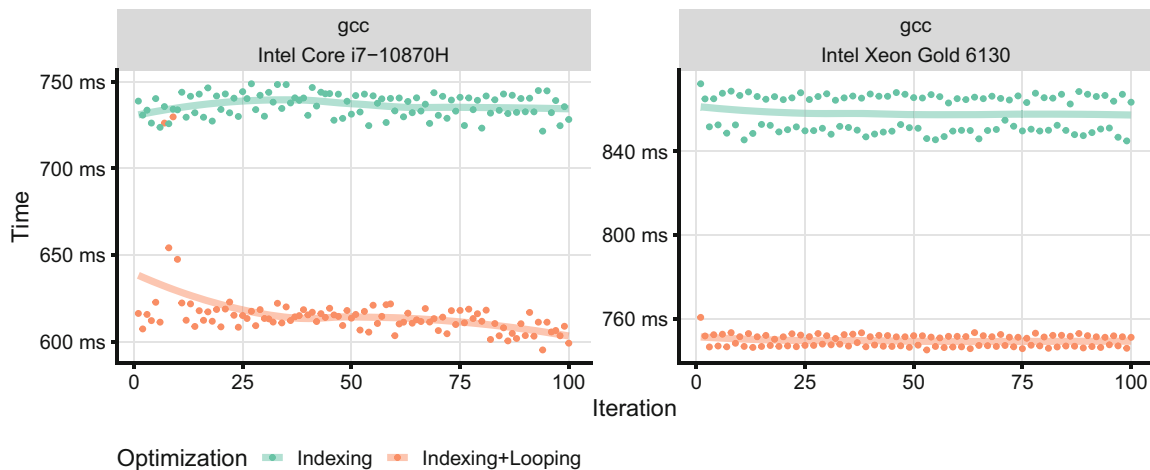 gcc
Intel Core i7−10870H
gcc
Intel Xeon Gold 6130
Time
750 ms
700 ms
650 ms
600 ms
840 ms
800 ms
760 ms
0 25 50 75 100
0 25 50 75 100
Iteration
Optimization Indexing Indexing+Looping